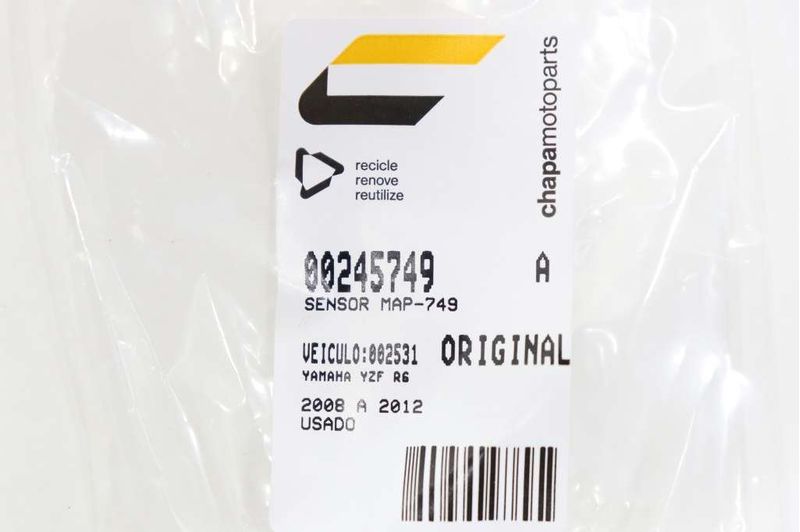 chapamotoparts
recicle
renove
reutilize
00245749 A
SENSOR MAP-749
VEICULO:002531 ORIGINAL
YAMAHA YZF R6
2008 A 2012
USADO